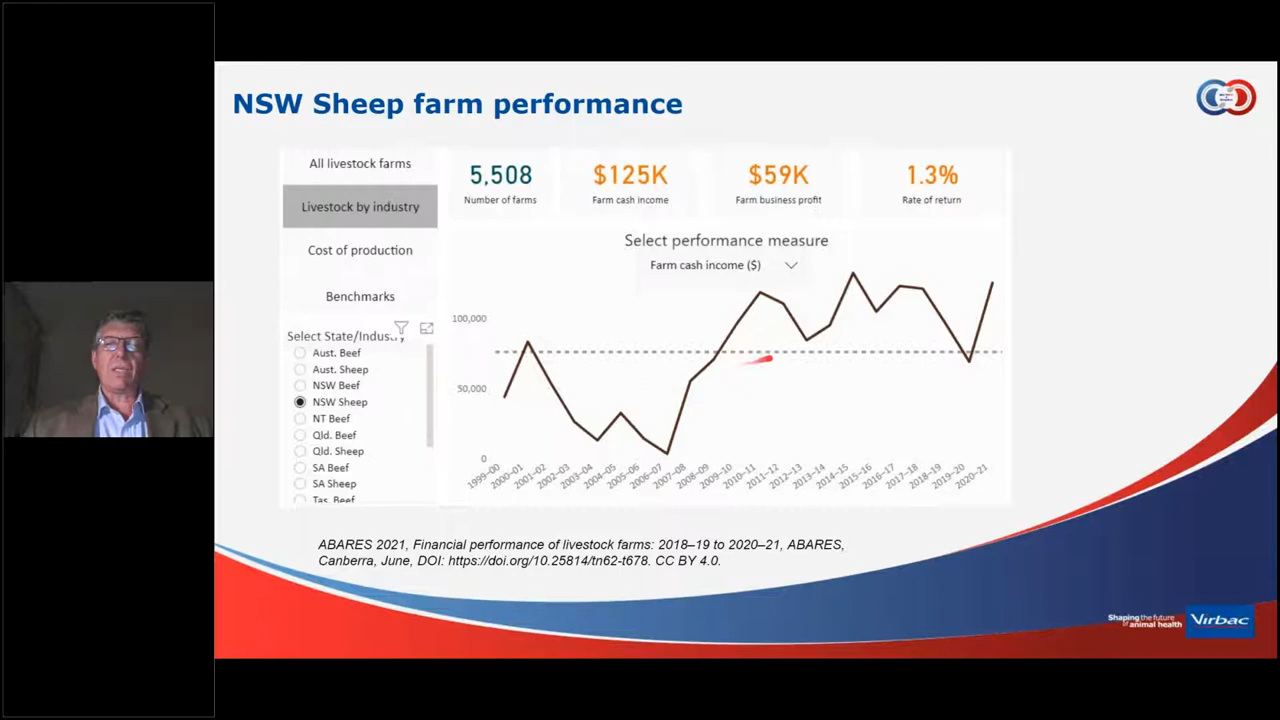 NSW Sheep farm performance
All livestock farms
Livestock by industry
Cost of production
Benchmarks
Select State/Industry
Aust. Beef
Aust. Sheep
NSW Beef
NSW Sheep
NT Beef
Qld. Beef
Qld. Sheep
SA Beef
SA Sheep
Tas. Beef
5,508
Number of farms
$125K
Farm cash income
$59K
Farm business profit
1.3%
Rate of return
Select performance measure
Farm cash income ($)
100,000
50,000
0
1999-00
2000-01
2001-02
2002-03
2003-04
2004-05
2005-06
2006-07
2007-08
2008-09
2009-10
2010-11
2011-12
2012-13
2013-14
2014-15
2015-16
2016-17
2017-18
2018-19
2019-20
2020-21
ABARES 2021, Financial performance of livestock farms: 2018–19 to 2020–21, ABARES,
Canberra, June, DOI: https://doi.org/10.25814/tn62-t678. CC BY 4.0.
Shaping the future
of animal health
Virbac